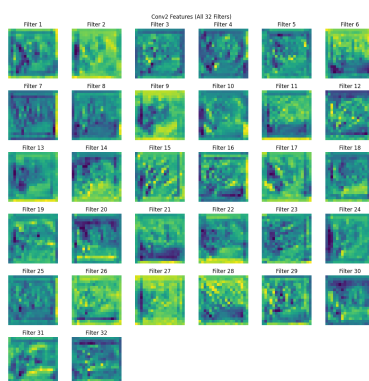 Conv2 Features (All 32 Filters)
Filter 1 Filter 2 Filter 3 Filter 4 Filter 5 Filter 6
Filter 7 Filter 8 Filter 9 Filter 10 Filter 11 Filter 12
Filter 13 Filter 14 Filter 15 Filter 16 Filter 17 Filter 18
Filter 19 Filter 20 Filter 21 Filter 22 Filter 23 Filter 24
Filter 25 Filter 26 Filter 27 Filter 28 Filter 29 Filter 30
Filter 31 Filter 32